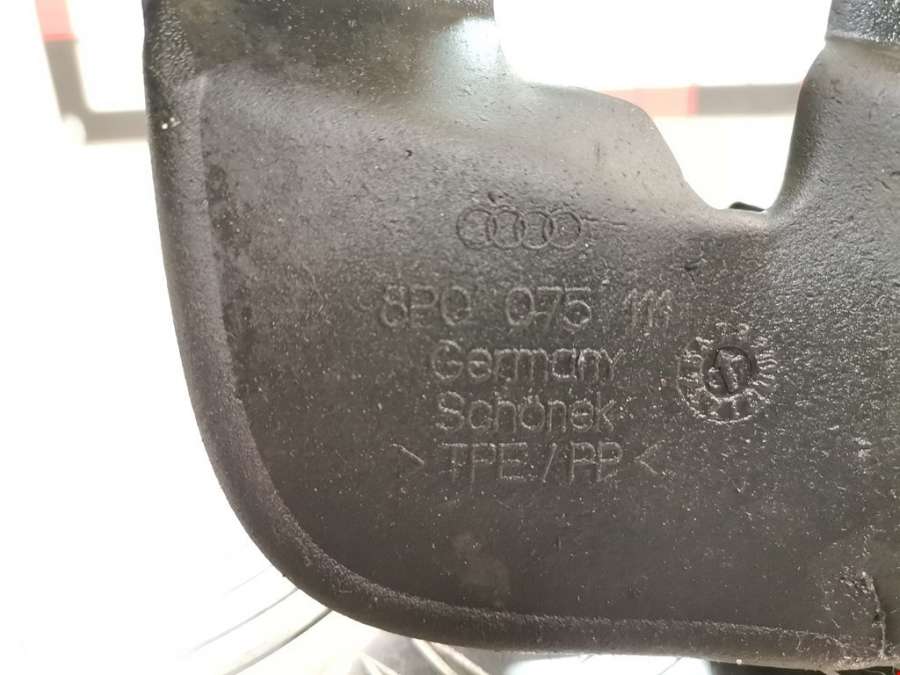 8P0 075 111
Germany
Schönek
> TPE / PP <